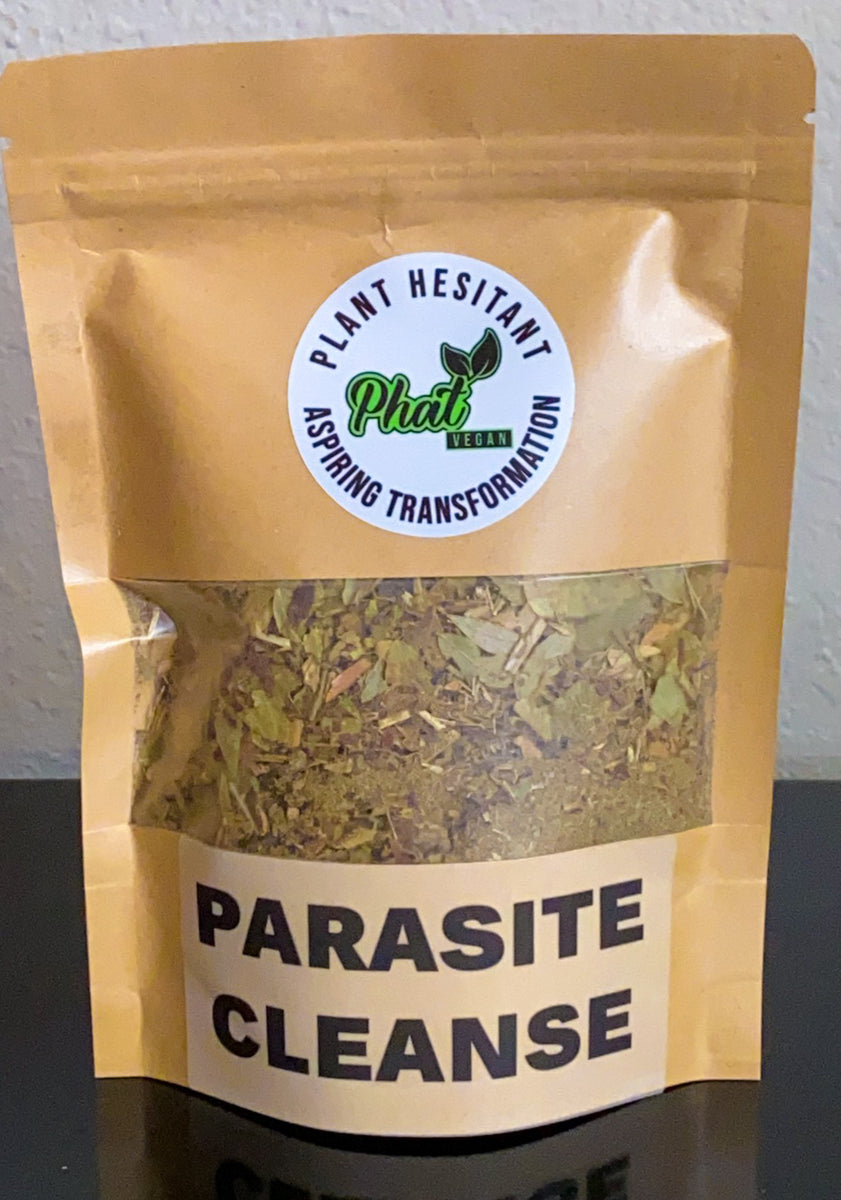 PLANT HESITANT
Phat
VEGAN
ASPIRING TRANSFORMATION
PARASITE
CLEANSE